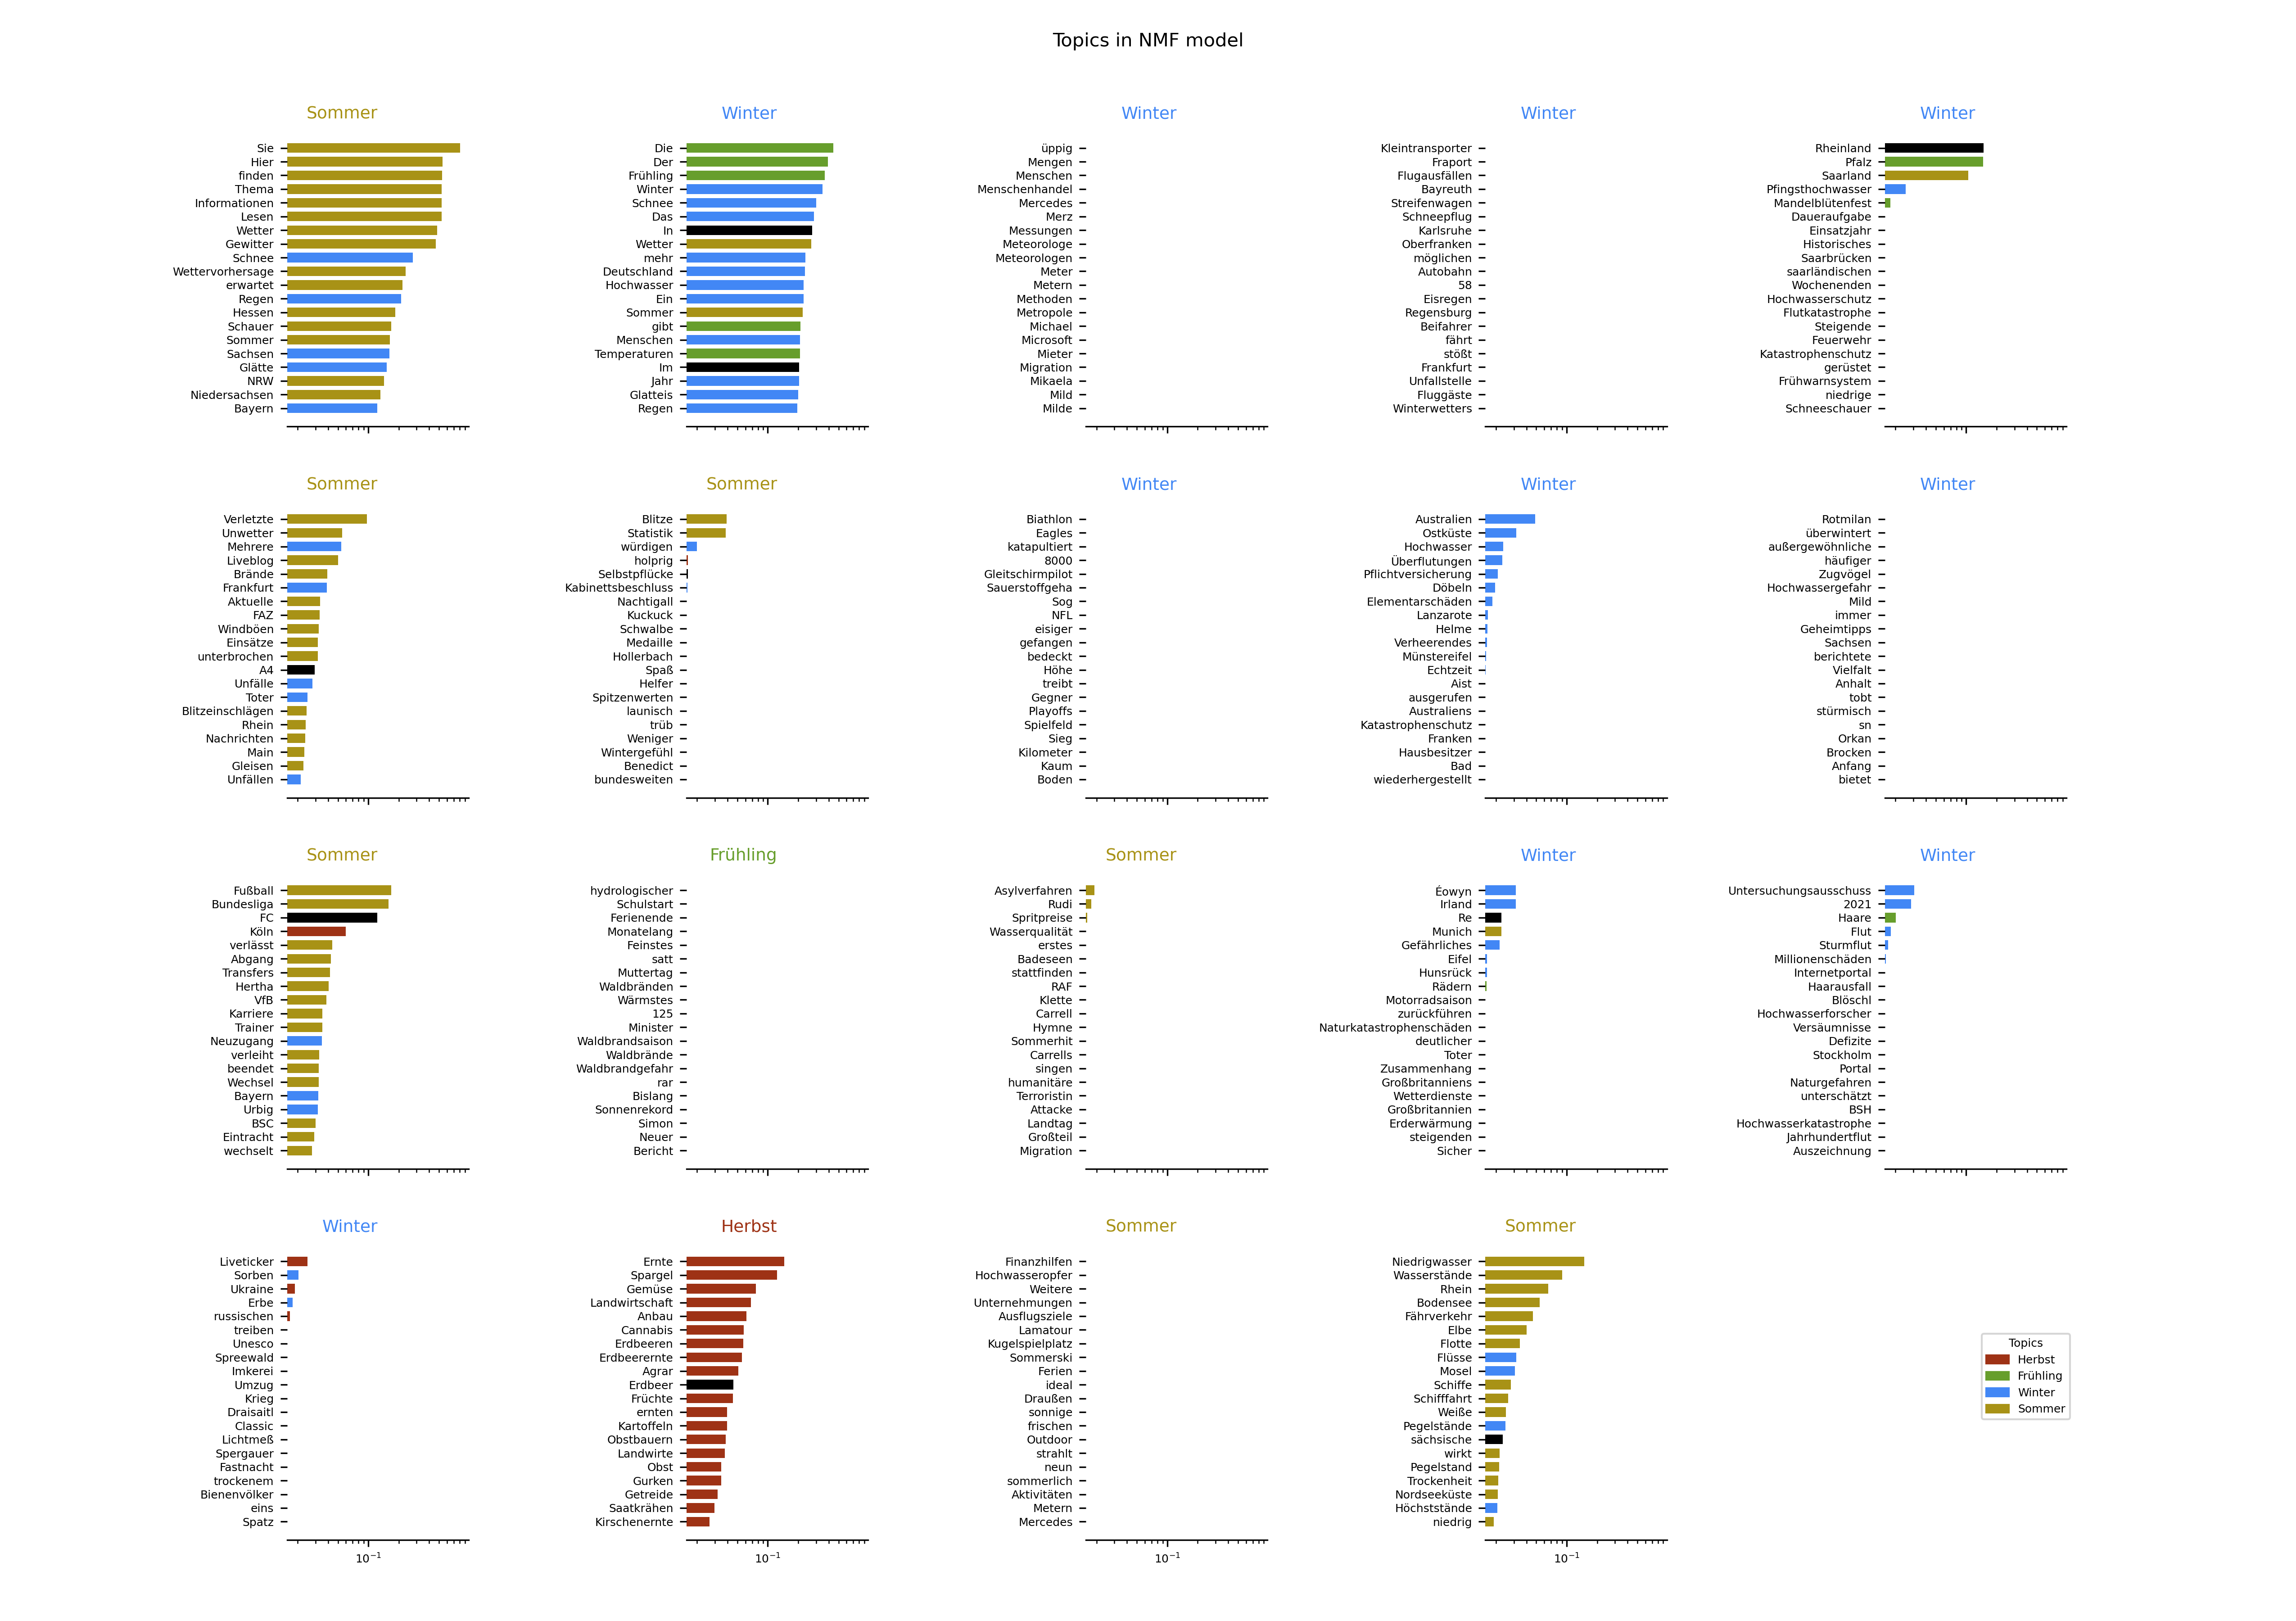 Topics in NMF model
Sommer
Sie
Hier
finden
Thema
Informationen
Lesen
Wetter
Gewitter
Schnee
Wettervorhersage
erwartet
Regen
Hessen
Schauer
Sommer
Sachsen
Glätte
NRW
Niedersachsen
Bayern
Winter
Die
Der
Frühling
Winter
Schnee
Das
In
Wetter
mehr
Deutschland
Hochwasser
Ein
Sommer
gibt
Menschen
Temperaturen
Im
Jahr
Glatteis
Regen
Winter
üppig
Mengen
Menschen
Menschenhandel
Mercedes
Merz
Messungen
Meteorologe
Meteorologen
Meter
Metern
Methoden
Metropole
Michael
Microsoft
Mieter
Migration
Mikaela
Mild
Milde
Winter
Kleintransporter
Fraport
Flugausfällen
Bayreuth
Streifenwagen
Schneepflug
Karlsruhe
Oberfranken
möglichen
Autobahn
58
Eisregen
Regensburg
Beifahrer
fährt
stößt
Frankfurt
Unfallstelle
Fluggäste
Winterwetters
Winter
Rheinland
Pfalz
Saarland
Pfingsthochwasser
Mandelblütenfest
Daueraufgabe
Einsatzjahr
Historisches
Saarbrücken
saarländischen
Wochenenden
Hochwasserschutz
Flutkatastrophe
Steigende
Feuerwehr
Katastrophenschutz
gerüstet
Frühwarnsystem
niedrige
Schneeschauer
Sommer
Verletzte
Unwetter
Mehrere
Liveblog
Brände
Frankfurt
Aktuelle
FAZ
Windböen
Einsätze
unterbrochen
A4
Unfälle
Toter
Blitzeinschlägen
Rhein
Nachrichten
Main
Gleisen
Unfällen
Sommer
Blitze
Statistik
würdigen
holprig
Selbstpflücke
Kabinettsbeschluss
Nachtigall
Kuckuck
Schwalbe
Medaille
Hollerbach
Spaß
Helfer
Spitzenwerten
launisch
trüb
Weniger
Wintergefühl
Benedict
bundesweiten
Winter
Biathlon
Eagles
katapultiert
8000
Gleitschirmpilot
Sauerstoffgeha
Sog
NFL
eisiger
gefangen
bedeckt
Höhe
treibt
Gegner
Playoffs
Spielfeld
Sieg
Kilometer
Kaum
Boden
Winter
Australien
Ostküste
Hochwasser
Überflutungen
Pflichtversicherung
Döbeln
Elementarschäden
Lanzarote
Helme
Verheerendes
Münstereifel
Echtzeit
Aist
ausgerufen
Australiens
Katastrophenschutz
Franken
Hausbesitzer
Bad
wiederhergestellt
Winter
Rotmilan
überwintert
außergewöhnliche
häufiger
Zugvögel
Hochwassergefahr
Mild
immer
Geheimtipps
Sachsen
berichtete
Vielfalt
Anhalt
tobt
stürmisch
sn
Orkan
Brocken
Anfang
bietet
Sommer
Fußball
Bundesliga
FC
Köln
verlässt
Abgang
Transfers
Hertha
VfB
Karriere
Trainer
Neuzugang
verleiht
beendet
Wechsel
Bayern
Urbig
BSC
Eintracht
wechselt
Frühling
hydrologischer
Schulstart
Ferienende
Monatelang
Feinstes
satt
Muttertag
Waldbränden
Wärmstes
125
Minister
Waldbrandsaison
Waldbrände
Waldbrandgefahr
rar
Bislang
Sonnenrekord
Simon
Neuer
Bericht
Sommer
Asylverfahren
Rudi
Spritpreise
Wasserqualität
erstes
Badeseen
stattfinden
RAF
Klette
Carrell
Hymne
Sommerhit
Carrells
singen
humanitäre
Terroristin
Attacke
Landtag
Großteil
Migration
Winter
Éowyn
Irland
Re
Munich
Gefährliches
Eifel
Hunsrück
Rädern
Motorradsaison
zurückführen
Naturkatastrophenschäden
deutlicher
Toter
Zusammenhang
Großbritanniens
Wetterdienste
Großbritannien
Erderwärmung
steigenden
Sicher
Winter
Untersuchungsausschuss
2021
Haare
Flut
Sturmflut
Millionenschäden
Internetportal
Haarausfall
Blöschl
Hochwasserforscher
Versäumnisse
Defizite
Stockholm
Portal
Naturgefahren
unterschätzt
BSH
Hochwasserkatastrophe
Jahrhundertflut
Auszeichnung
Winter
Liveticker
Sorben
Ukraine
Erbe
russischen
treiben
Unesco
Spreewald
Imkerei
Umzug
Krieg
Draisaitl
Classic
Lichtmeß
Spergauer
Fastnacht
trockenem
Bienenvölker
eins
Spatz
10⁻¹
Herbst
Ernte
Spargel
Gemüse
Landwirtschaft
Anbau
Cannabis
Erdbeeren
Erdbeerernte
Agrar
Erdbeer
Früchte
ernten
Kartoffeln
Obstbauern
Landwirte
Obst
Gurken
Getreide
Saatkrähen
Kirschenernte
10⁻¹
Sommer
Finanzhilfen
Hochwasseropfer
Weitere
Unternehmungen
Ausflugsziele
Lamatour
Kugelspielplatz
Sommerski
Ferien
ideal
Draußen
sonnige
frischen
Outdoor
strahlt
neun
sommerlich
Aktivitäten
Metern
Mercedes
10⁻¹
Sommer
Niedrigwasser
Wasserstände
Rhein
Bodensee
Fährverkehr
Elbe
Flotte
Flüsse
Mosel
Schiffe
Schifffahrt
Weiße
Pegelstände
sächsische
wirkt
Pegelstand
Trockenheit
Nordseeküste
Höchststände
niedrig
10⁻¹
Topics
Herbst
Frühling
Winter
Sommer